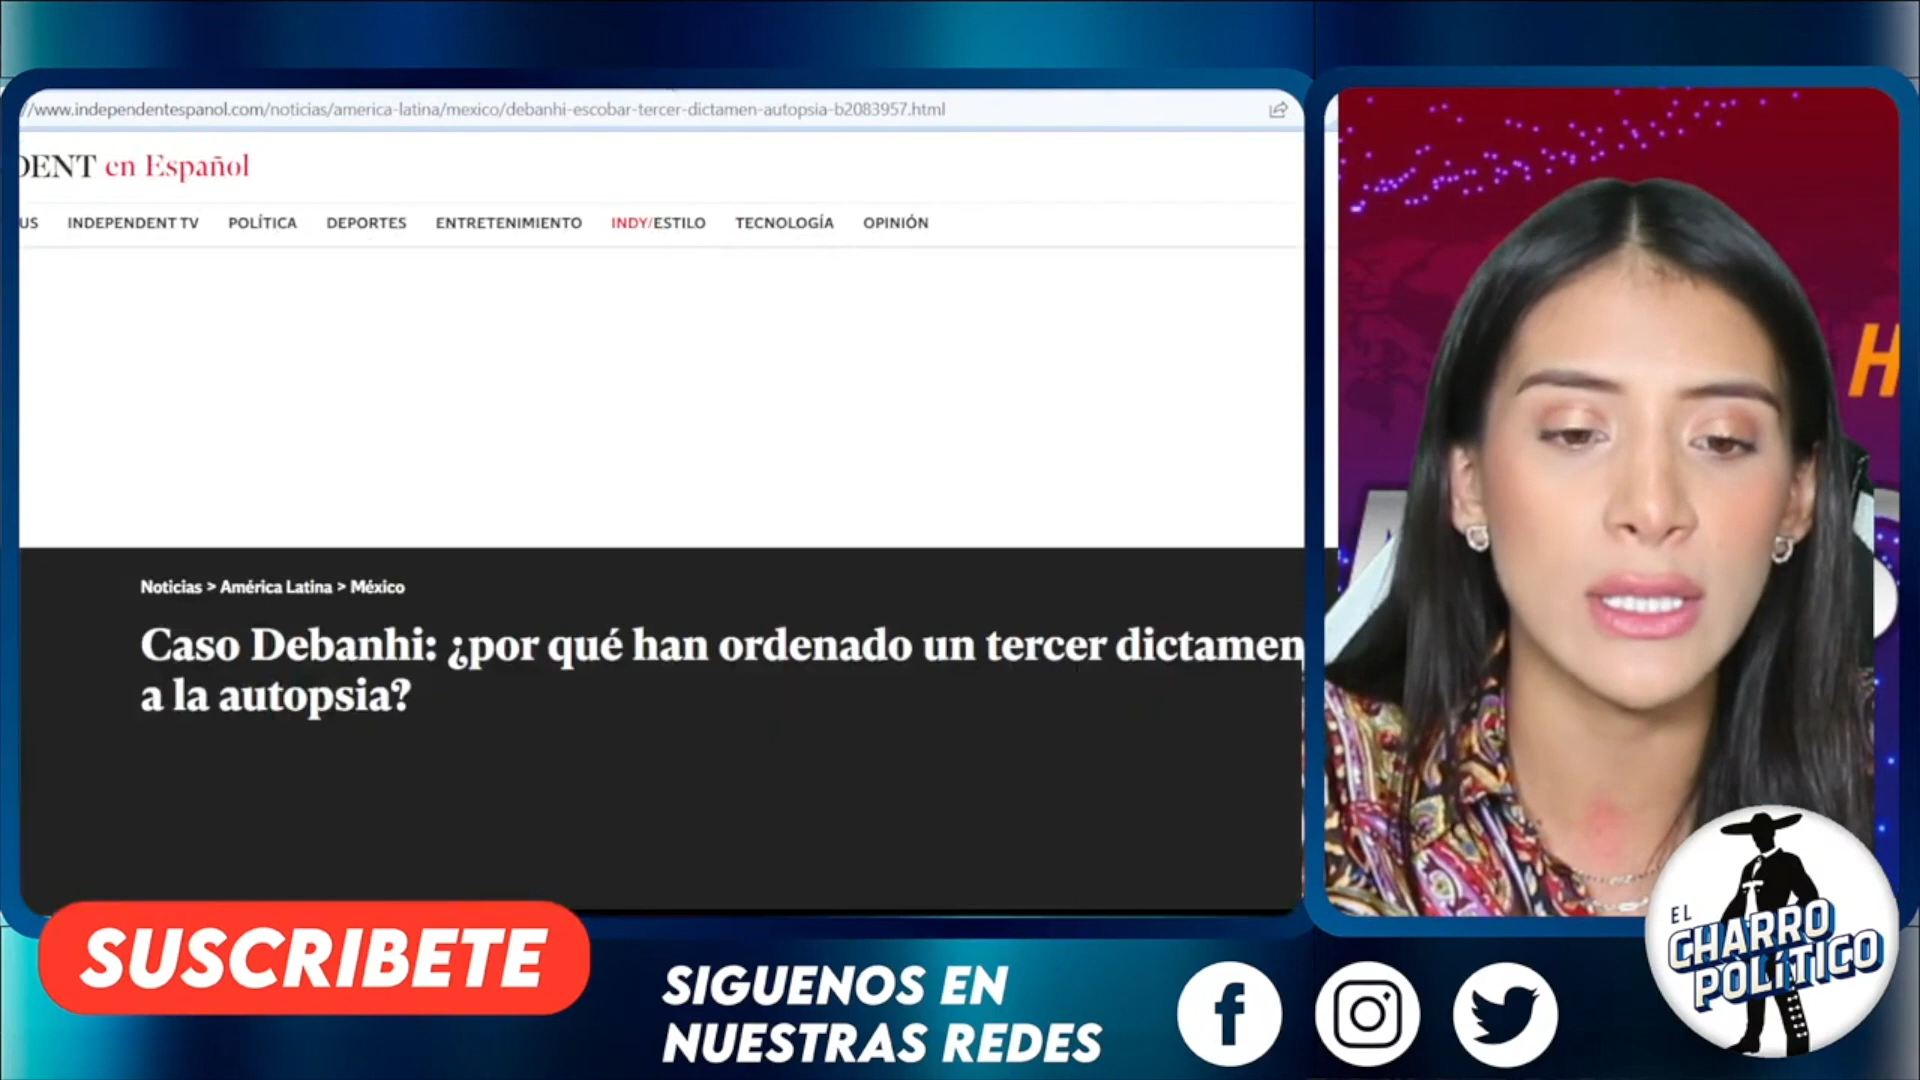 //www.independentespanol.com/noticias/america-latina/mexico/debanhi-escobar-tercer-dictamen-autopsia-b2083957.html
DENT en Español
US INDEPENDENT TV POLÍTICA DEPORTES ENTRETENIMIENTO INDY/ESTILO TECNOLOGÍA OPINIÓN
Noticias > América Latina > México
Caso Debanhi: ¿por qué han ordenado un tercer dictamen
a la autopsia?
H
SUSCRIBETE
SIGUENOS EN
NUESTRAS REDES
EL
CHARRO
POLÍTICO